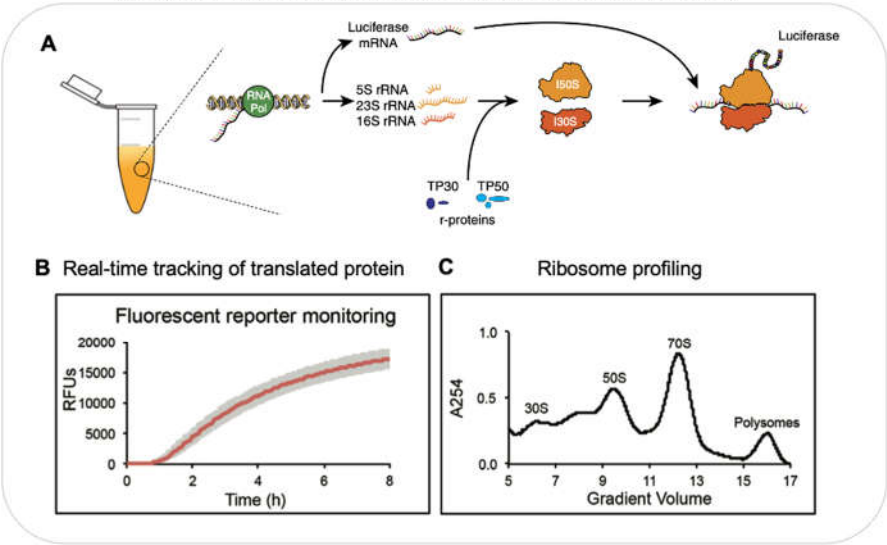 A
Luciferase
mRNA
Luciferase
RNA
Pol
5S rRNA
23S rRNA
16S rRNA
I50S
I30S
TP30 TP50
r-proteins
B Real-time tracking of translated protein
Fluorescent reporter monitoring
20000
15000
10000
5000
0
RFUs
0 2 4 6 8
Time (h)
C Ribosome profiling
1.0
0.5
0.0
A254
30S
50S
70S
Polysomes
5 7 9 11 13 15 17
Gradient Volume